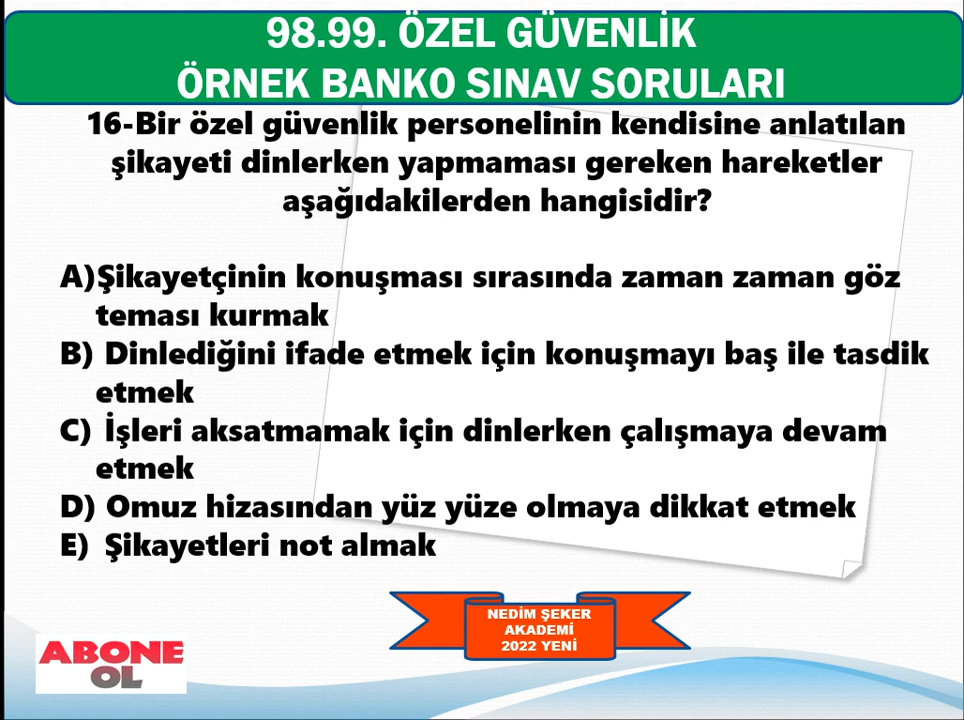 98.99. ÖZEL GÜVENLİK
ÖRNEK BANKO SINAV SORULARI
16-Bir özel güvenlik personelinin kendisine anlatılan
şikayeti dinlerken yapmaması gereken hareketler
aşağıdakilerden hangisidir?
A)Şikayetçinin konuşması sırasında zaman zaman göz
teması kurmak
B) Dinlediğini ifade etmek için konuşmayı baş ile tasdik
etmek
C) İşleri aksatmamak için dinlerken çalışmaya devam
etmek
D) Omuz hizasından yüz yüze olmaya dikkat etmek
E) Şikayetleri not almak
NEDİM ŞEKER
AKADEMİ
2022 YENİ
ABONE
OL